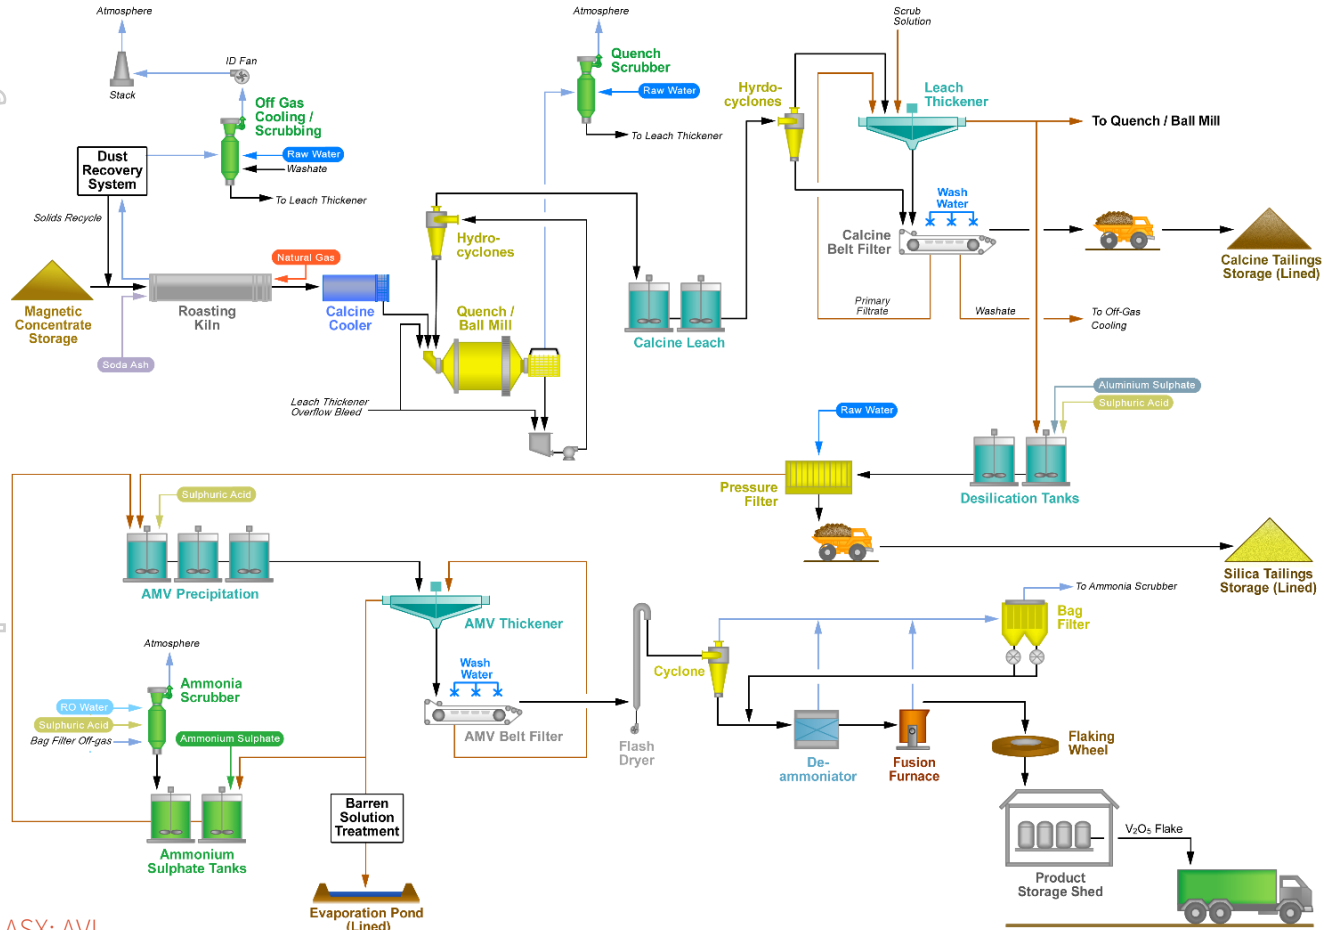 Atmosphere
ID Fan
Stack
Off Gas
Cooling /
Scrubbing
Raw Water
Washate
To Leach Thickener
Dust
Recovery
System
Solids Recycle
Magnetic
Concentrate
Storage
Soda Ash
Roasting
Kiln
Natural Gas
Calcine
Cooler
Hydro-
cyclones
Quench /
Ball Mill
Leach Thickener
Overflow Bleed
Atmosphere
Quench
Scrubber
Raw Water
To Leach Thickener
Calcine Leach
Hyrdo-
cyclones
Scrub
Solution
Leach
Thickener
To Quench / Ball Mill
Wash
Water
Calcine
Belt Filter
Primary
Filtrate
Washate
To Off-Gas
Cooling
Calcine Tailings
Storage (Lined)
Aluminium Sulphate
Sulphuric Acid
Desilication Tanks
Raw Water
Pressure
Filter
Silica Tailings
Storage (Lined)
Sulphuric Acid
AMV Precipitation
AMV Thickener
Wash
Water
AMV Belt Filter
Atmosphere
Ammonia
Scrubber
RO Water
Sulphuric Acid
Bag Filter Off-gas
Ammonium Sulphate
Ammonium
Sulphate Tanks
Barren
Solution
Treatment
Evaporation Pond
(Lined)
Flash
Dryer
Cyclone
De-
ammoniator
Fusion
Furnace
To Ammonia Scrubber
Bag
Filter
Flaking
Wheel
Product
Storage Shed
V₂O₅ Flake
ASX: AVL